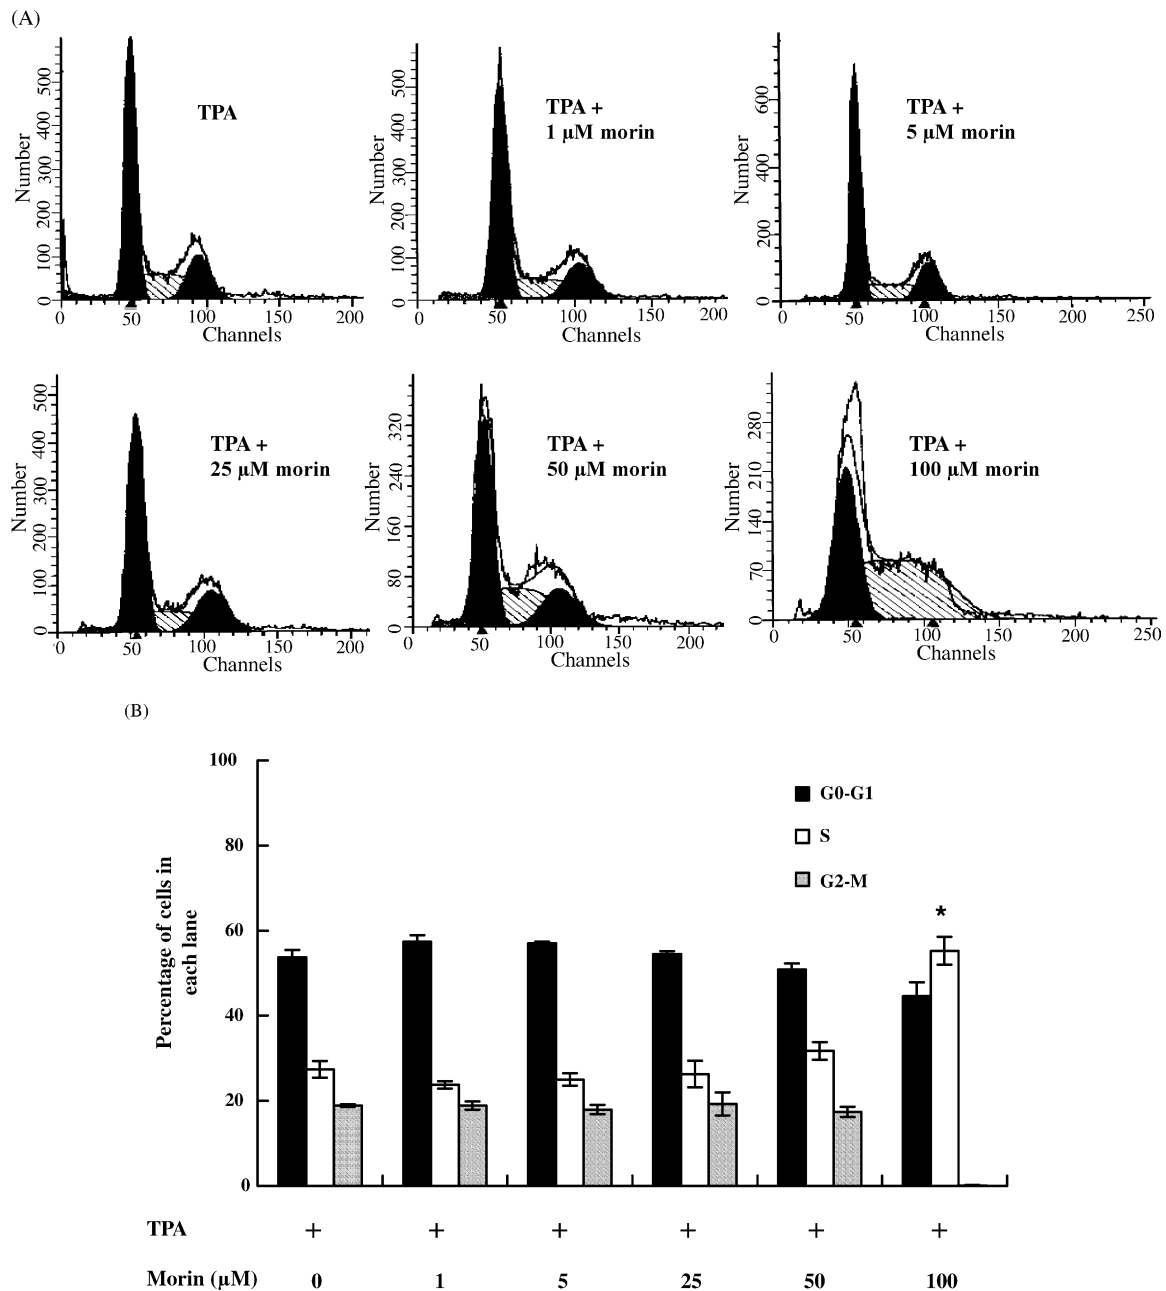 (A)
TPA
Number
0 100 200 300 400 500
0 50 100 150 200
Channels
TPA +
1 µM morin
Number
0 100 200 300 400 500
0 50 100 150 200
Channels
TPA +
5 µM morin
Number
0 200 400 600
0 50 100 150 200 250
Channels
TPA +
25 µM morin
Number
0 100 200 300 400 500
0 50 100 150 200
Channels
TPA +
50 µM morin
Number
0 80 160 240 320
0 50 100 150 200
Channels
TPA +
100 µM morin
Number
0 70 140 210 280
0 50 100 150 200 250
Channels
(B)
Percentage of cells in
each lane
100
80
60
40
20
0
G0-G1
S
G2-M
*
TPA + + + + + +
Morin (µM) 0 1 5 25 50 100